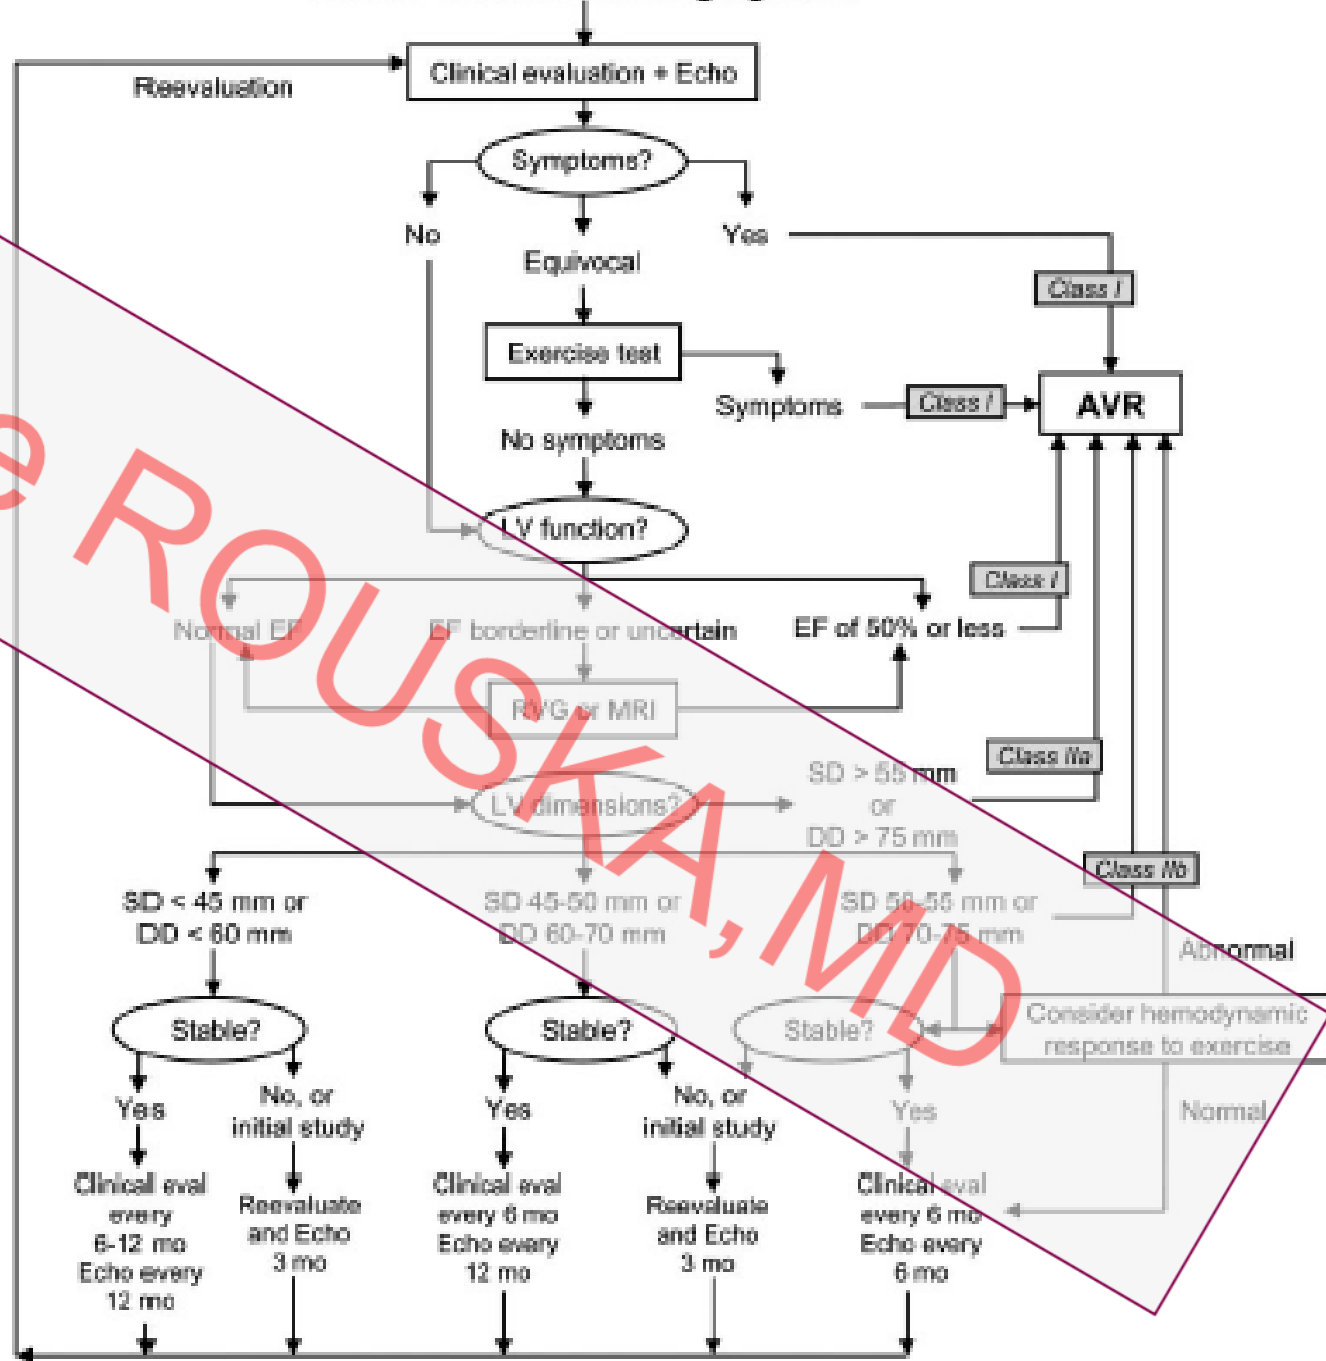 Clinical evaluation + Echo
Reevaluation
Symptoms?
No
Yes
Equivocal
Class I
Exercise test
Symptoms
Class I
AVR
No symptoms
LV function?
Class I
Normal EF
EF borderline or uncertain
EF of 50% or less
RVG or MRI
Class IIa
SD > 55 mm
or
DD > 75 mm
LV dimensions?
Class IIb
SD < 45 mm or
DD < 60 mm
SD 45-50 mm or
DD 60-70 mm
SD 50-55 mm or
DD 70-75 mm
Abnormal
Stable?
Stable?
Stable?
Consider hemodynamic
response to exercise
Yes
No, or
initial study
Yes
No, or
initial study
Yes
Normal
Clinical eval
every
6-12 mo
Echo every
12 mo
Reevaluate
and Echo
3 mo
Clinical eval
every 6 mo
Echo every
12 mo
Reevaluate
and Echo
3 mo
Clinical eval
every 6 mo
Echo every
6 mo
e ROUSKA, MD